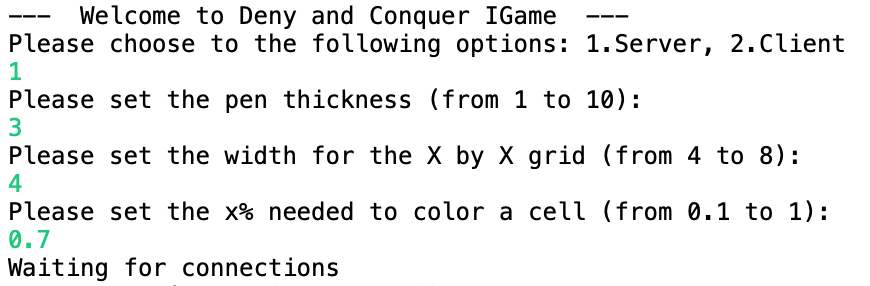 ---  Welcome to Deny and Conquer IGame  ---
Please choose to the following options: 1.Server, 2.Client
1
Please set the pen thickness (from 1 to 10):
3
Please set the width for the X by X grid (from 4 to 8):
4
Please set the x% needed to color a cell (from 0.1 to 1):
0.7
Waiting for connections